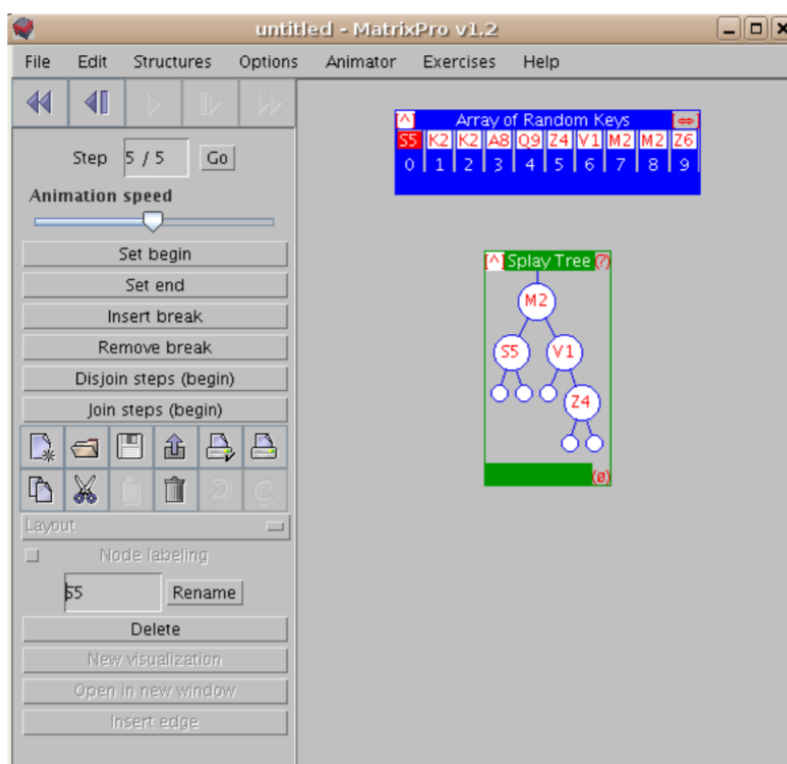 untitled - MatrixPro v1.2
File Edit Structures Options Animator Exercises Help
Step 5 / 5 Go
Animation speed
Set begin
Set end
Insert break
Remove break
Disjoin steps (begin)
Join steps (begin)
Layout
Node labeling
S5 Rename
Delete
New visualization
Open in new window
Insert edge
[^] Array of Random Keys [⇔]
S5 K2 K2 A8 Q9 Z4 V1 M2 M2 Z6
0 1 2 3 4 5 6 7 8 9
[^] Splay Tree (/)
M2
S5 V1
Z4
(ø)